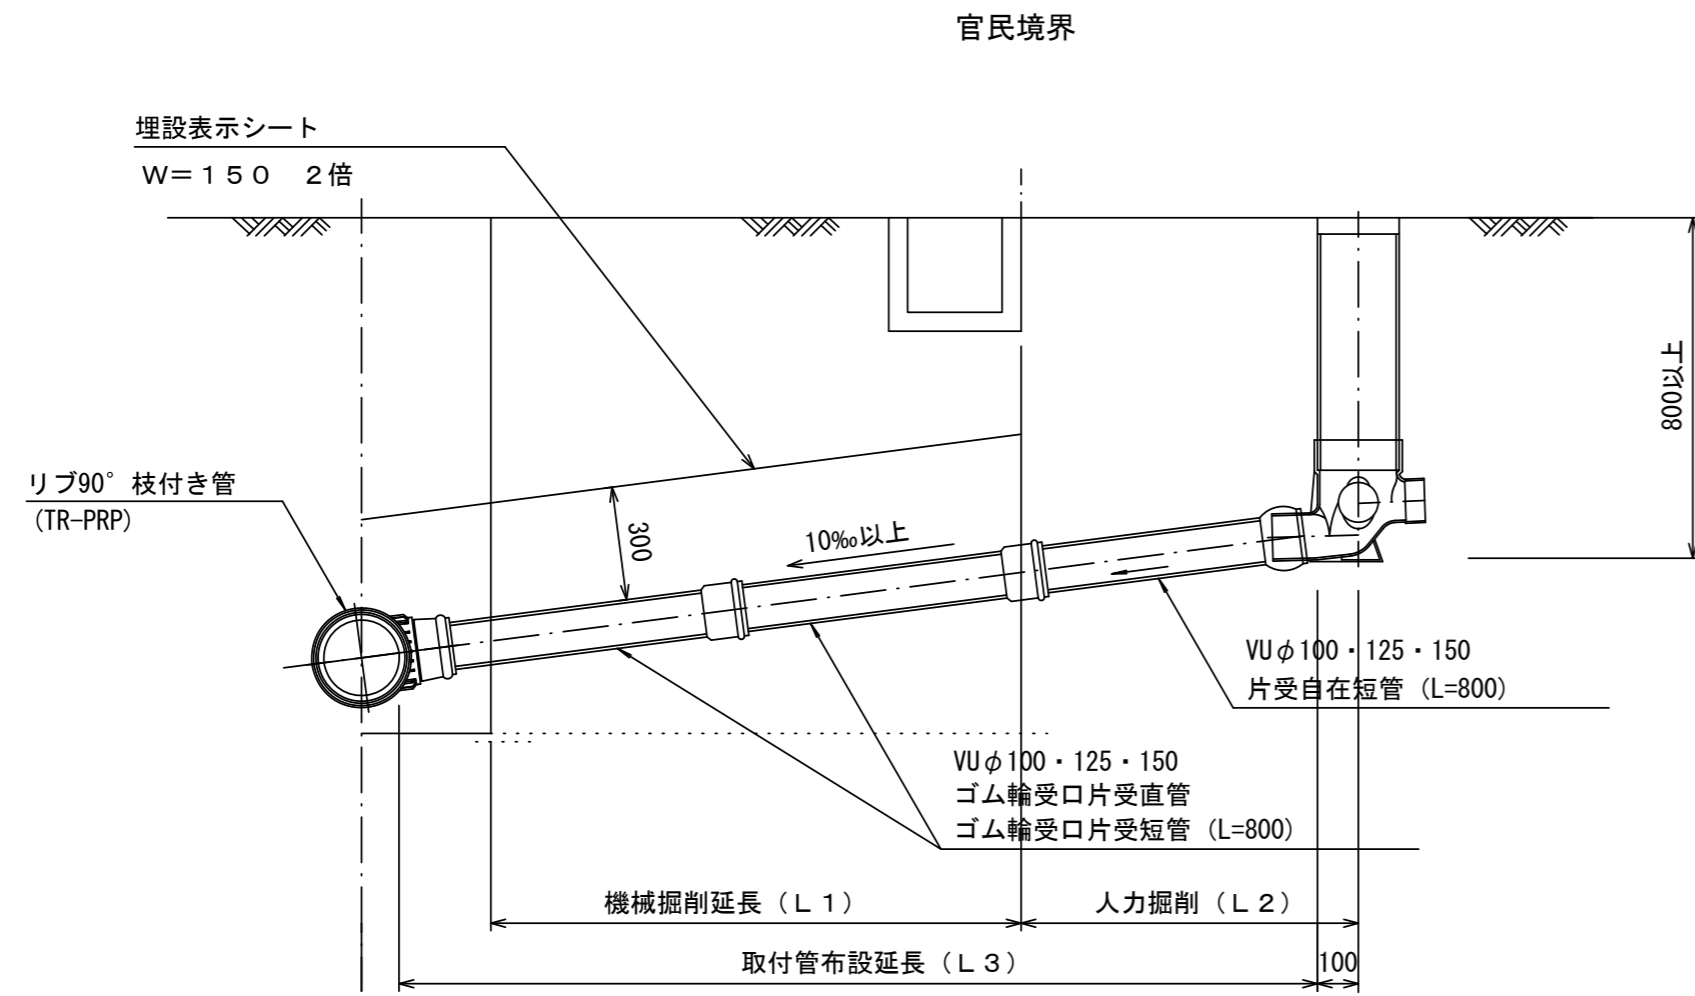 官民境界
埋設表示シート
W=150 2倍
800以上
リブ90°枝付き管
(TR-PRP)
300
10‰以上
VUφ100・125・150
片受自在短管 (L=800)
VUφ100・125・150
ゴム輪受口片受直管
ゴム輪受口片受短管 (L=800)
機械掘削延長(L1)
人力掘削(L2)
取付管布設延長(L3)
100